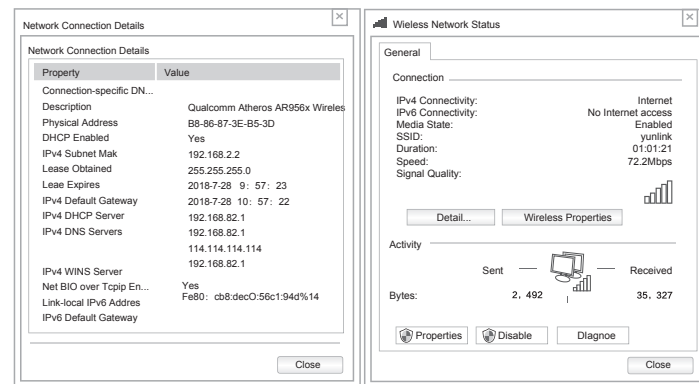 Network Connection Details
Network Connection Details
Property Value
Connection-specific DN...
Description Qualcomm Atheros AR956x Wireles
Physical Address B8-86-87-3E-B5-3D
DHCP Enabled Yes
IPv4 Subnet Mak 192.168.2.2
Lease Obtained 255.255.255.0
Leae Expires 2018-7-28 9: 57: 23
IPv4 Default Gateway 2018-7-28 10: 57: 22
IPv4 DHCP Server 192.168.82.1
IPv4 DNS Servers 192.168.82.1
114.114.114.114
192.168.82.1
IPv4 WINS Server
Net BIO over Tcpip En... Yes
Link-local IPv6 Addres Fe80: cb8:decO:56c1:94d%14
IPv6 Default Gateway
Close
Wieless Network Status
General
Connection
IPv4 Connectivity: Internet
IPv6 Connectivity: No Internet access
Media State: Enabled
SSID: yunlink
Duration: 01:01:21
Speed: 72.2Mbps
Signal Quality:
Detail... Wireless Properties
Activity
Sent Received
Bytes: 2, 492 35, 327
Properties Disable DIagnoe
Close